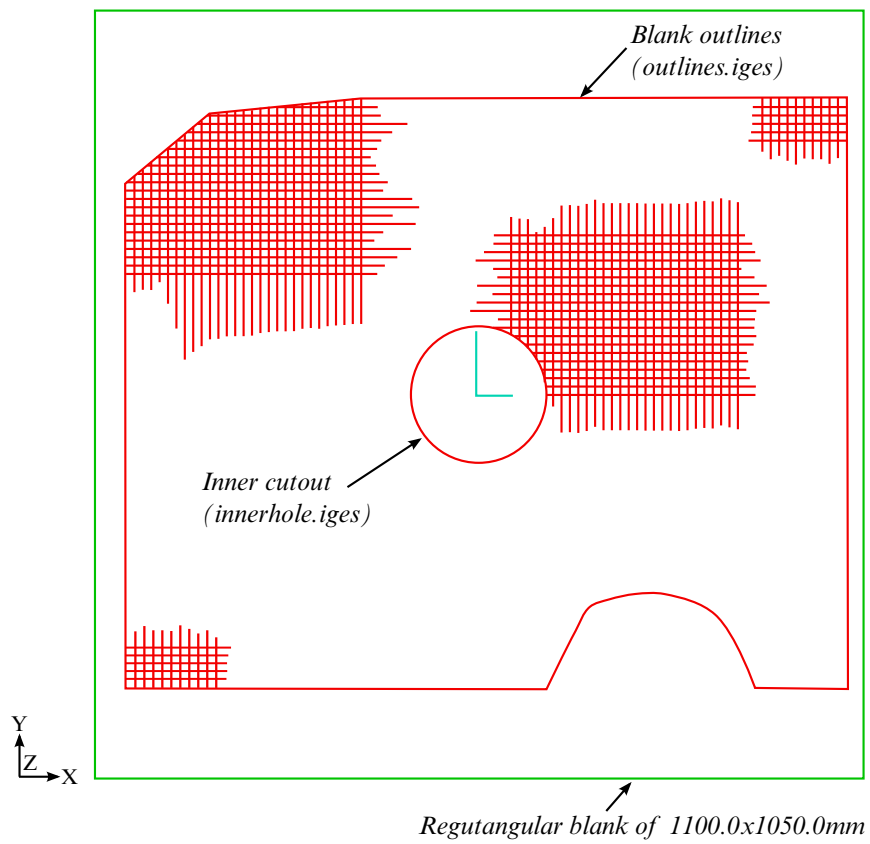 Blank outlines
(outlines.iges)
Inner cutout
(innerhole.iges)
Y
Z
X
Regutangular blank of 1100.0x1050.0mm